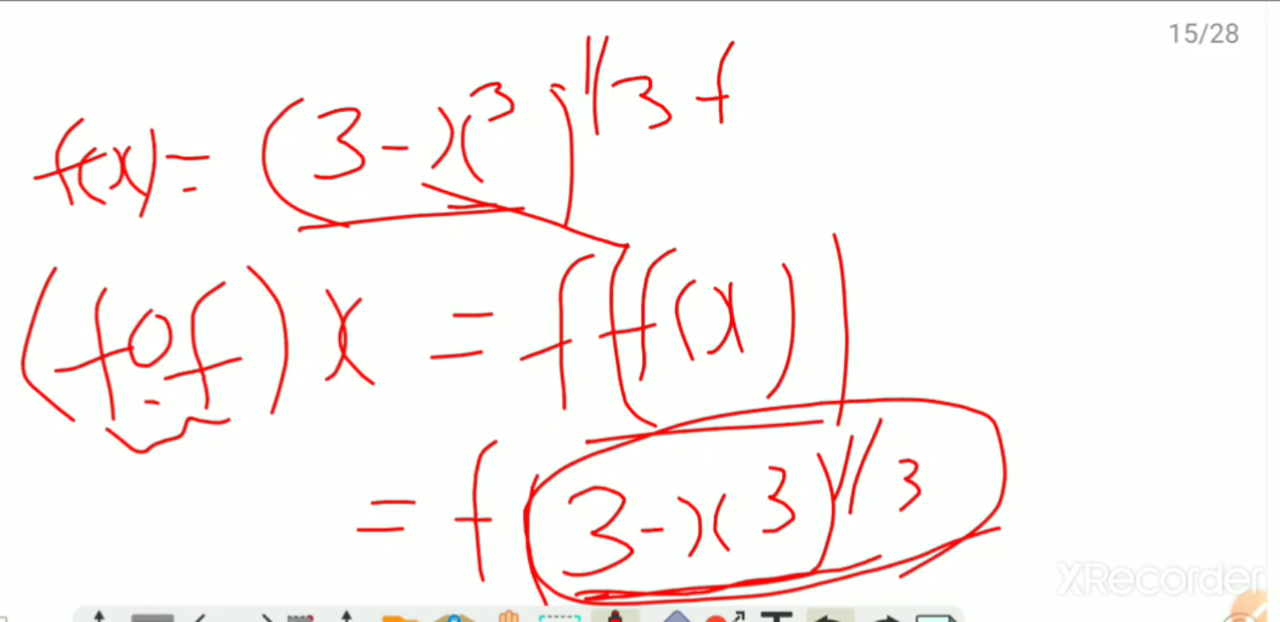 15/28
f(x) = (3-x³)^1/3 f
(fof) x = f(f(x))
= f(3-x3)^1/3
XRecorder